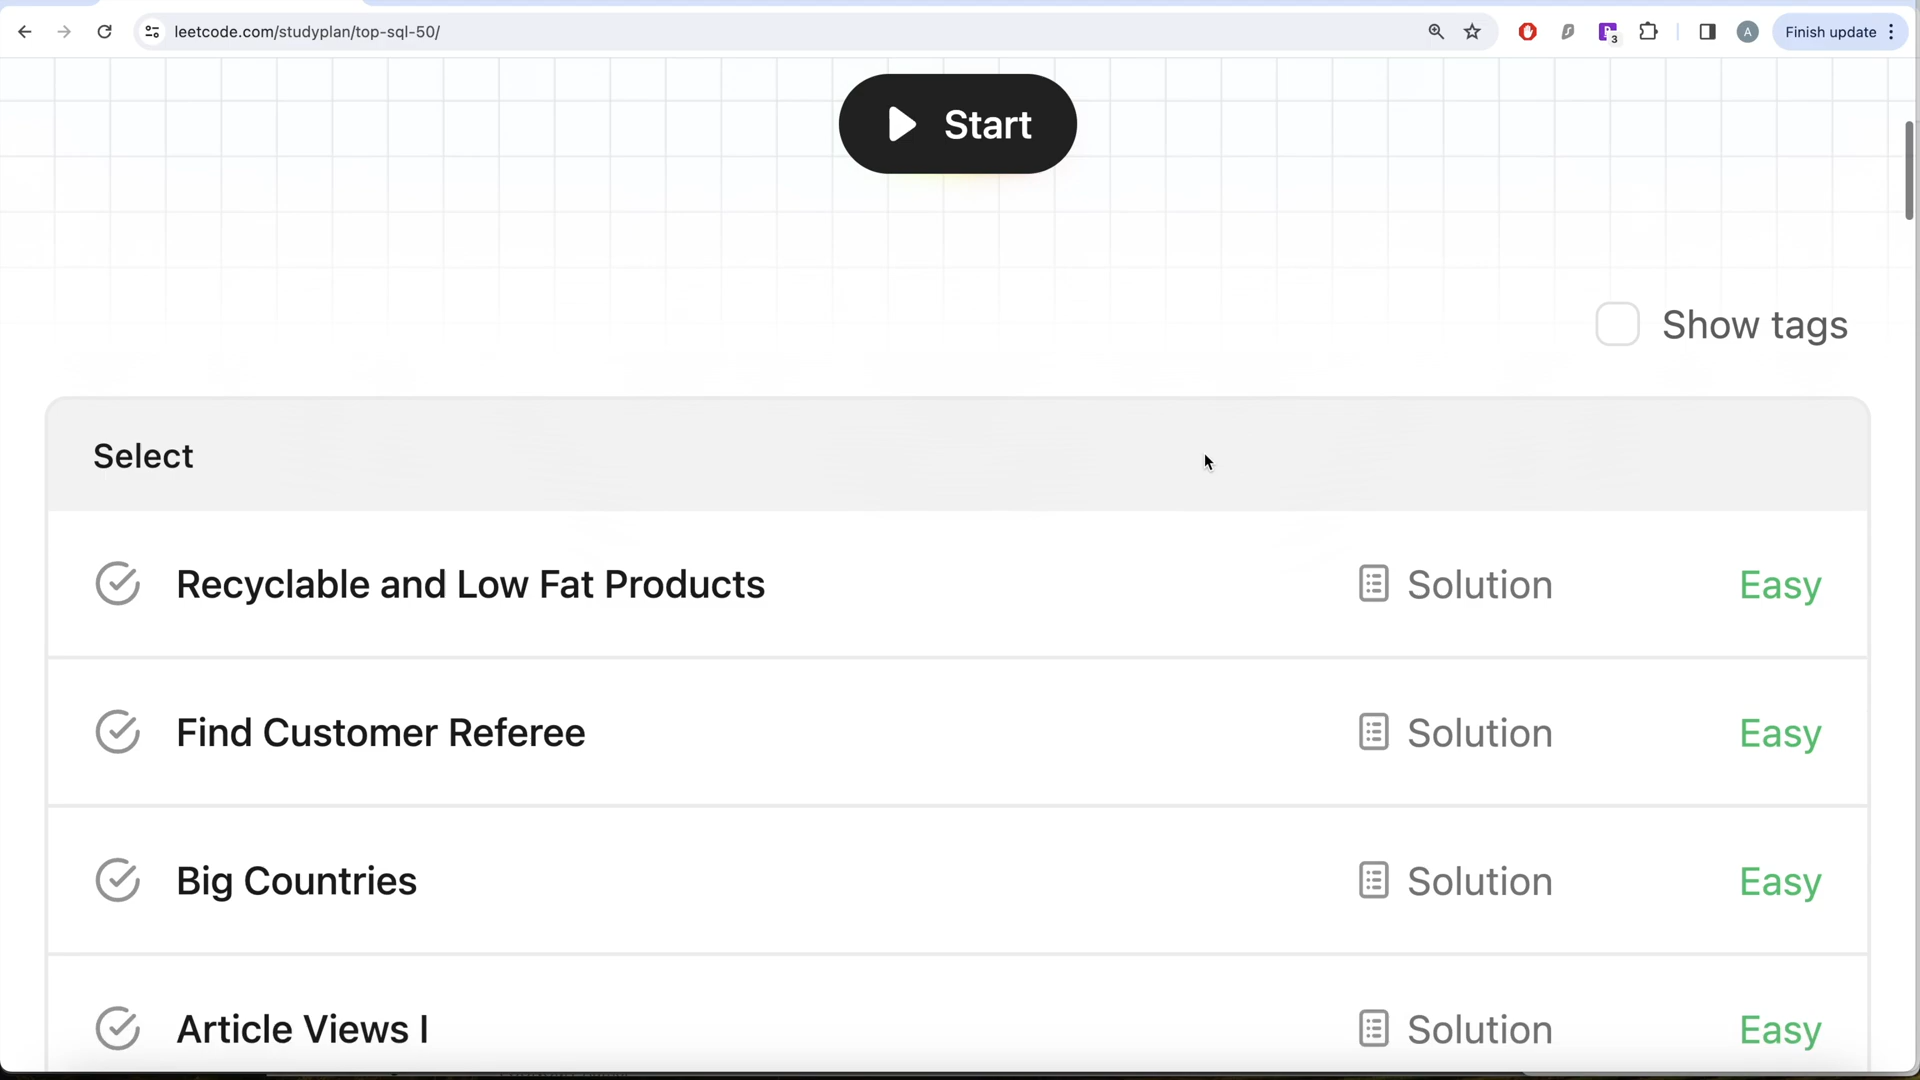 leetcode.com/studyplan/top-sql-50/
3
A
Finish update
Start
Show tags
Select
Recyclable and Low Fat Products Solution Easy
Find Customer Referee Solution Easy
Big Countries Solution Easy
Article Views I Solution Easy